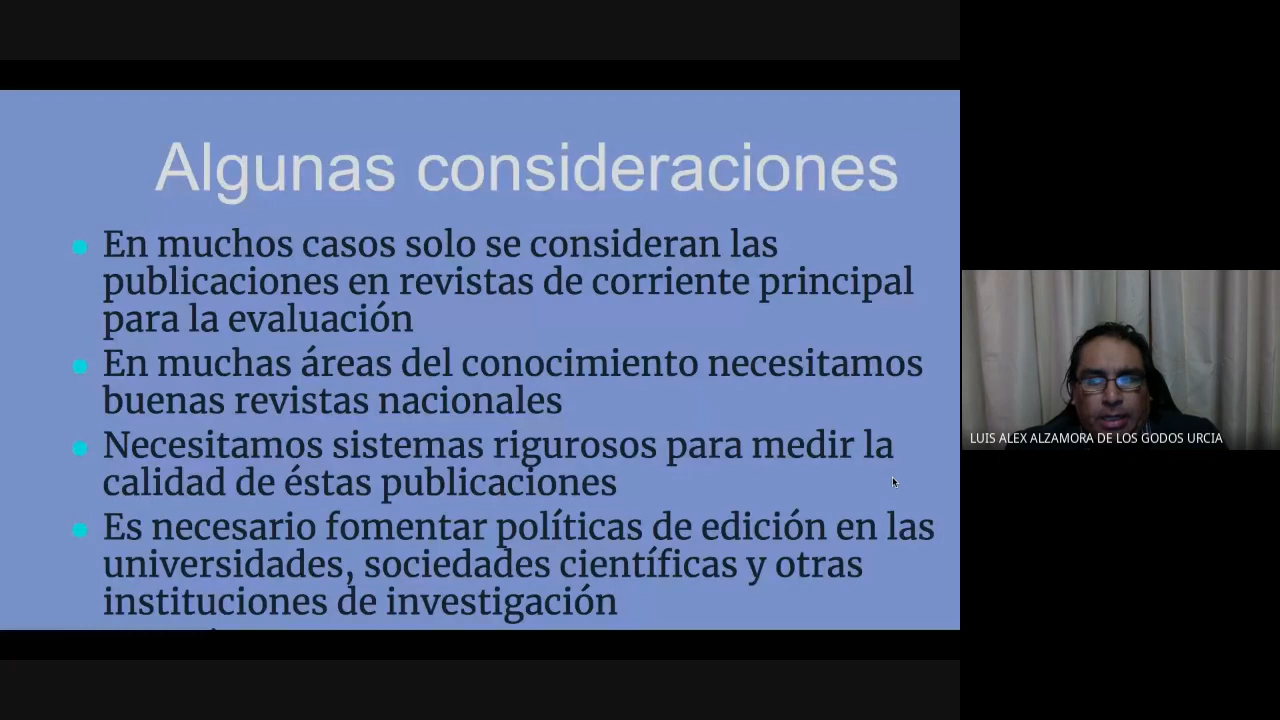 Algunas consideraciones
En muchos casos solo se consideran las
publicaciones en revistas de corriente principal
para la evaluación
En muchas áreas del conocimiento necesitamos
buenas revistas nacionales
Necesitamos sistemas rigurosos para medir la
calidad de éstas publicaciones
Es necesario fomentar políticas de edición en las
universidades, sociedades científicas y otras
instituciones de investigación
LUIS ALEX ALZAMORA DE LOS GODOS URCIA